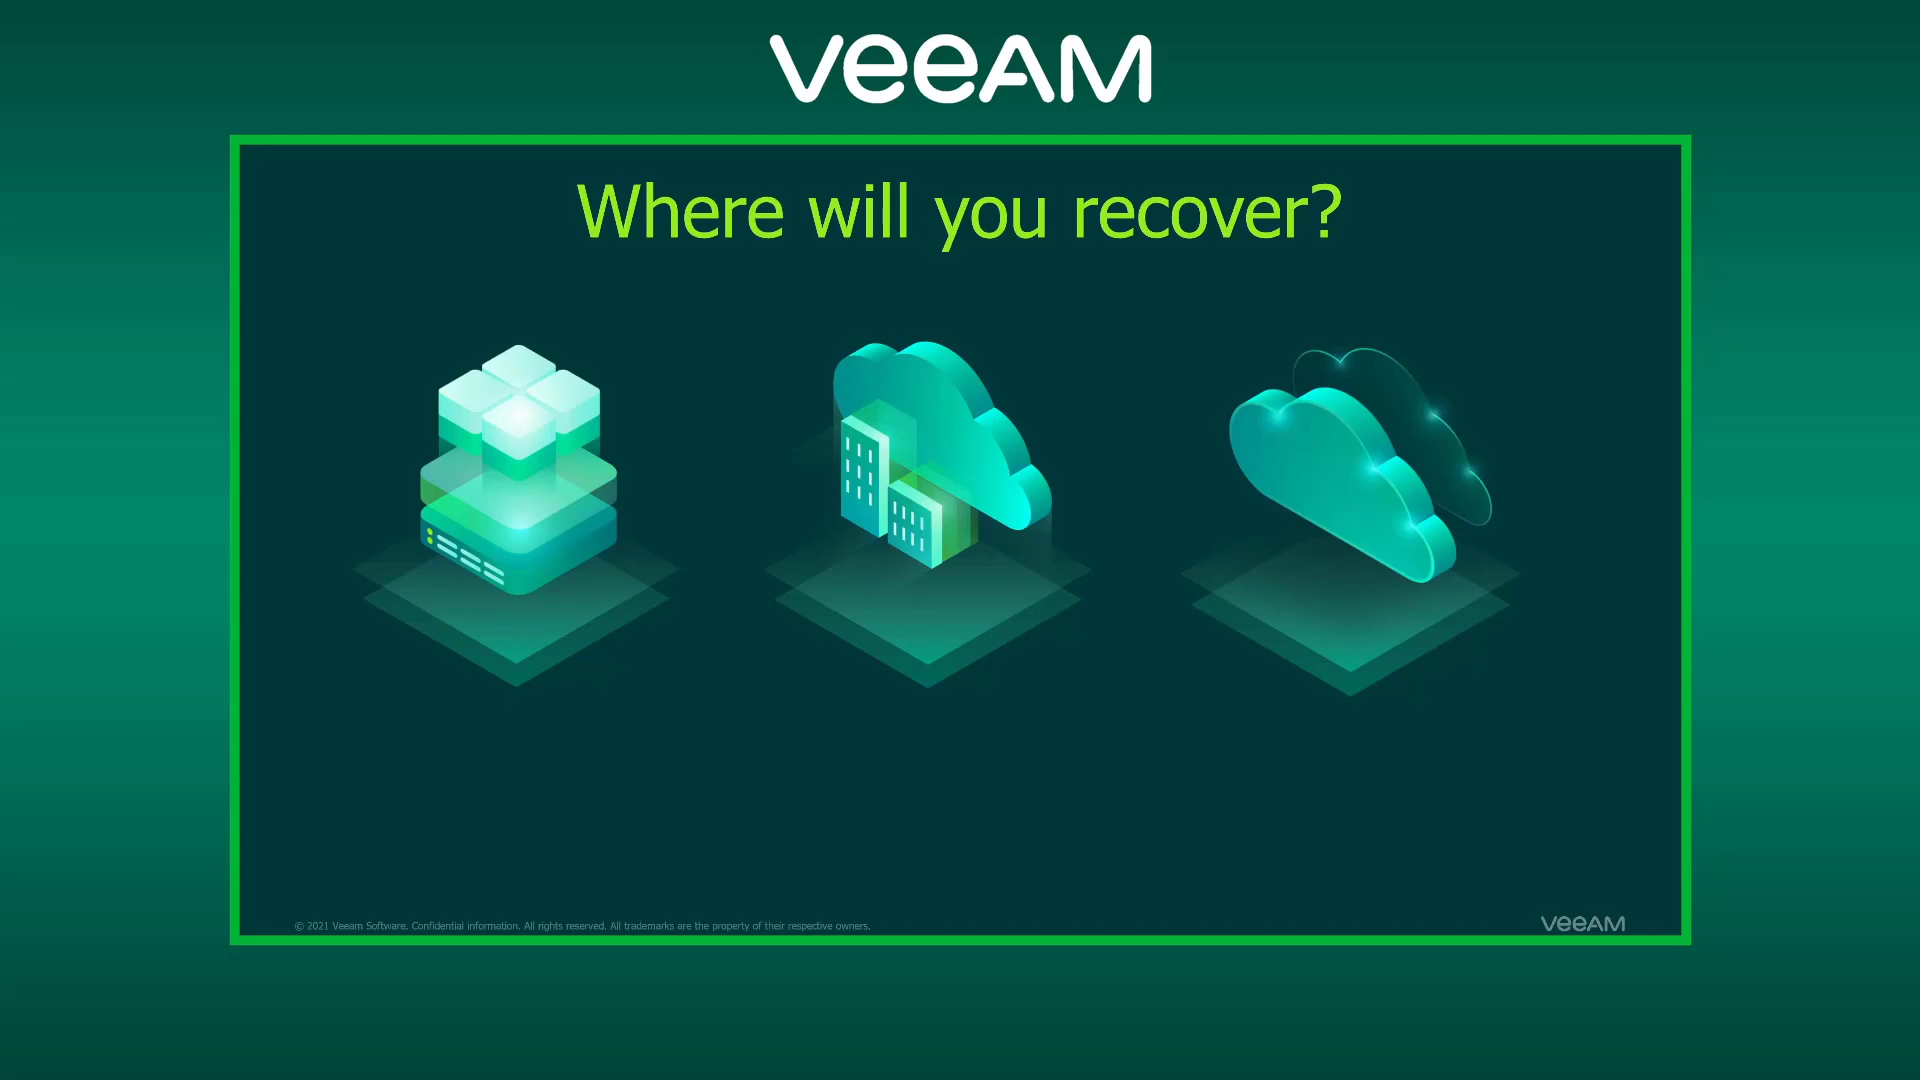 veeAM
Where will you recover?
© 2021 Veeam Software. Confidential information. All rights reserved. All trademarks are the property of their respective owners.
veeAM